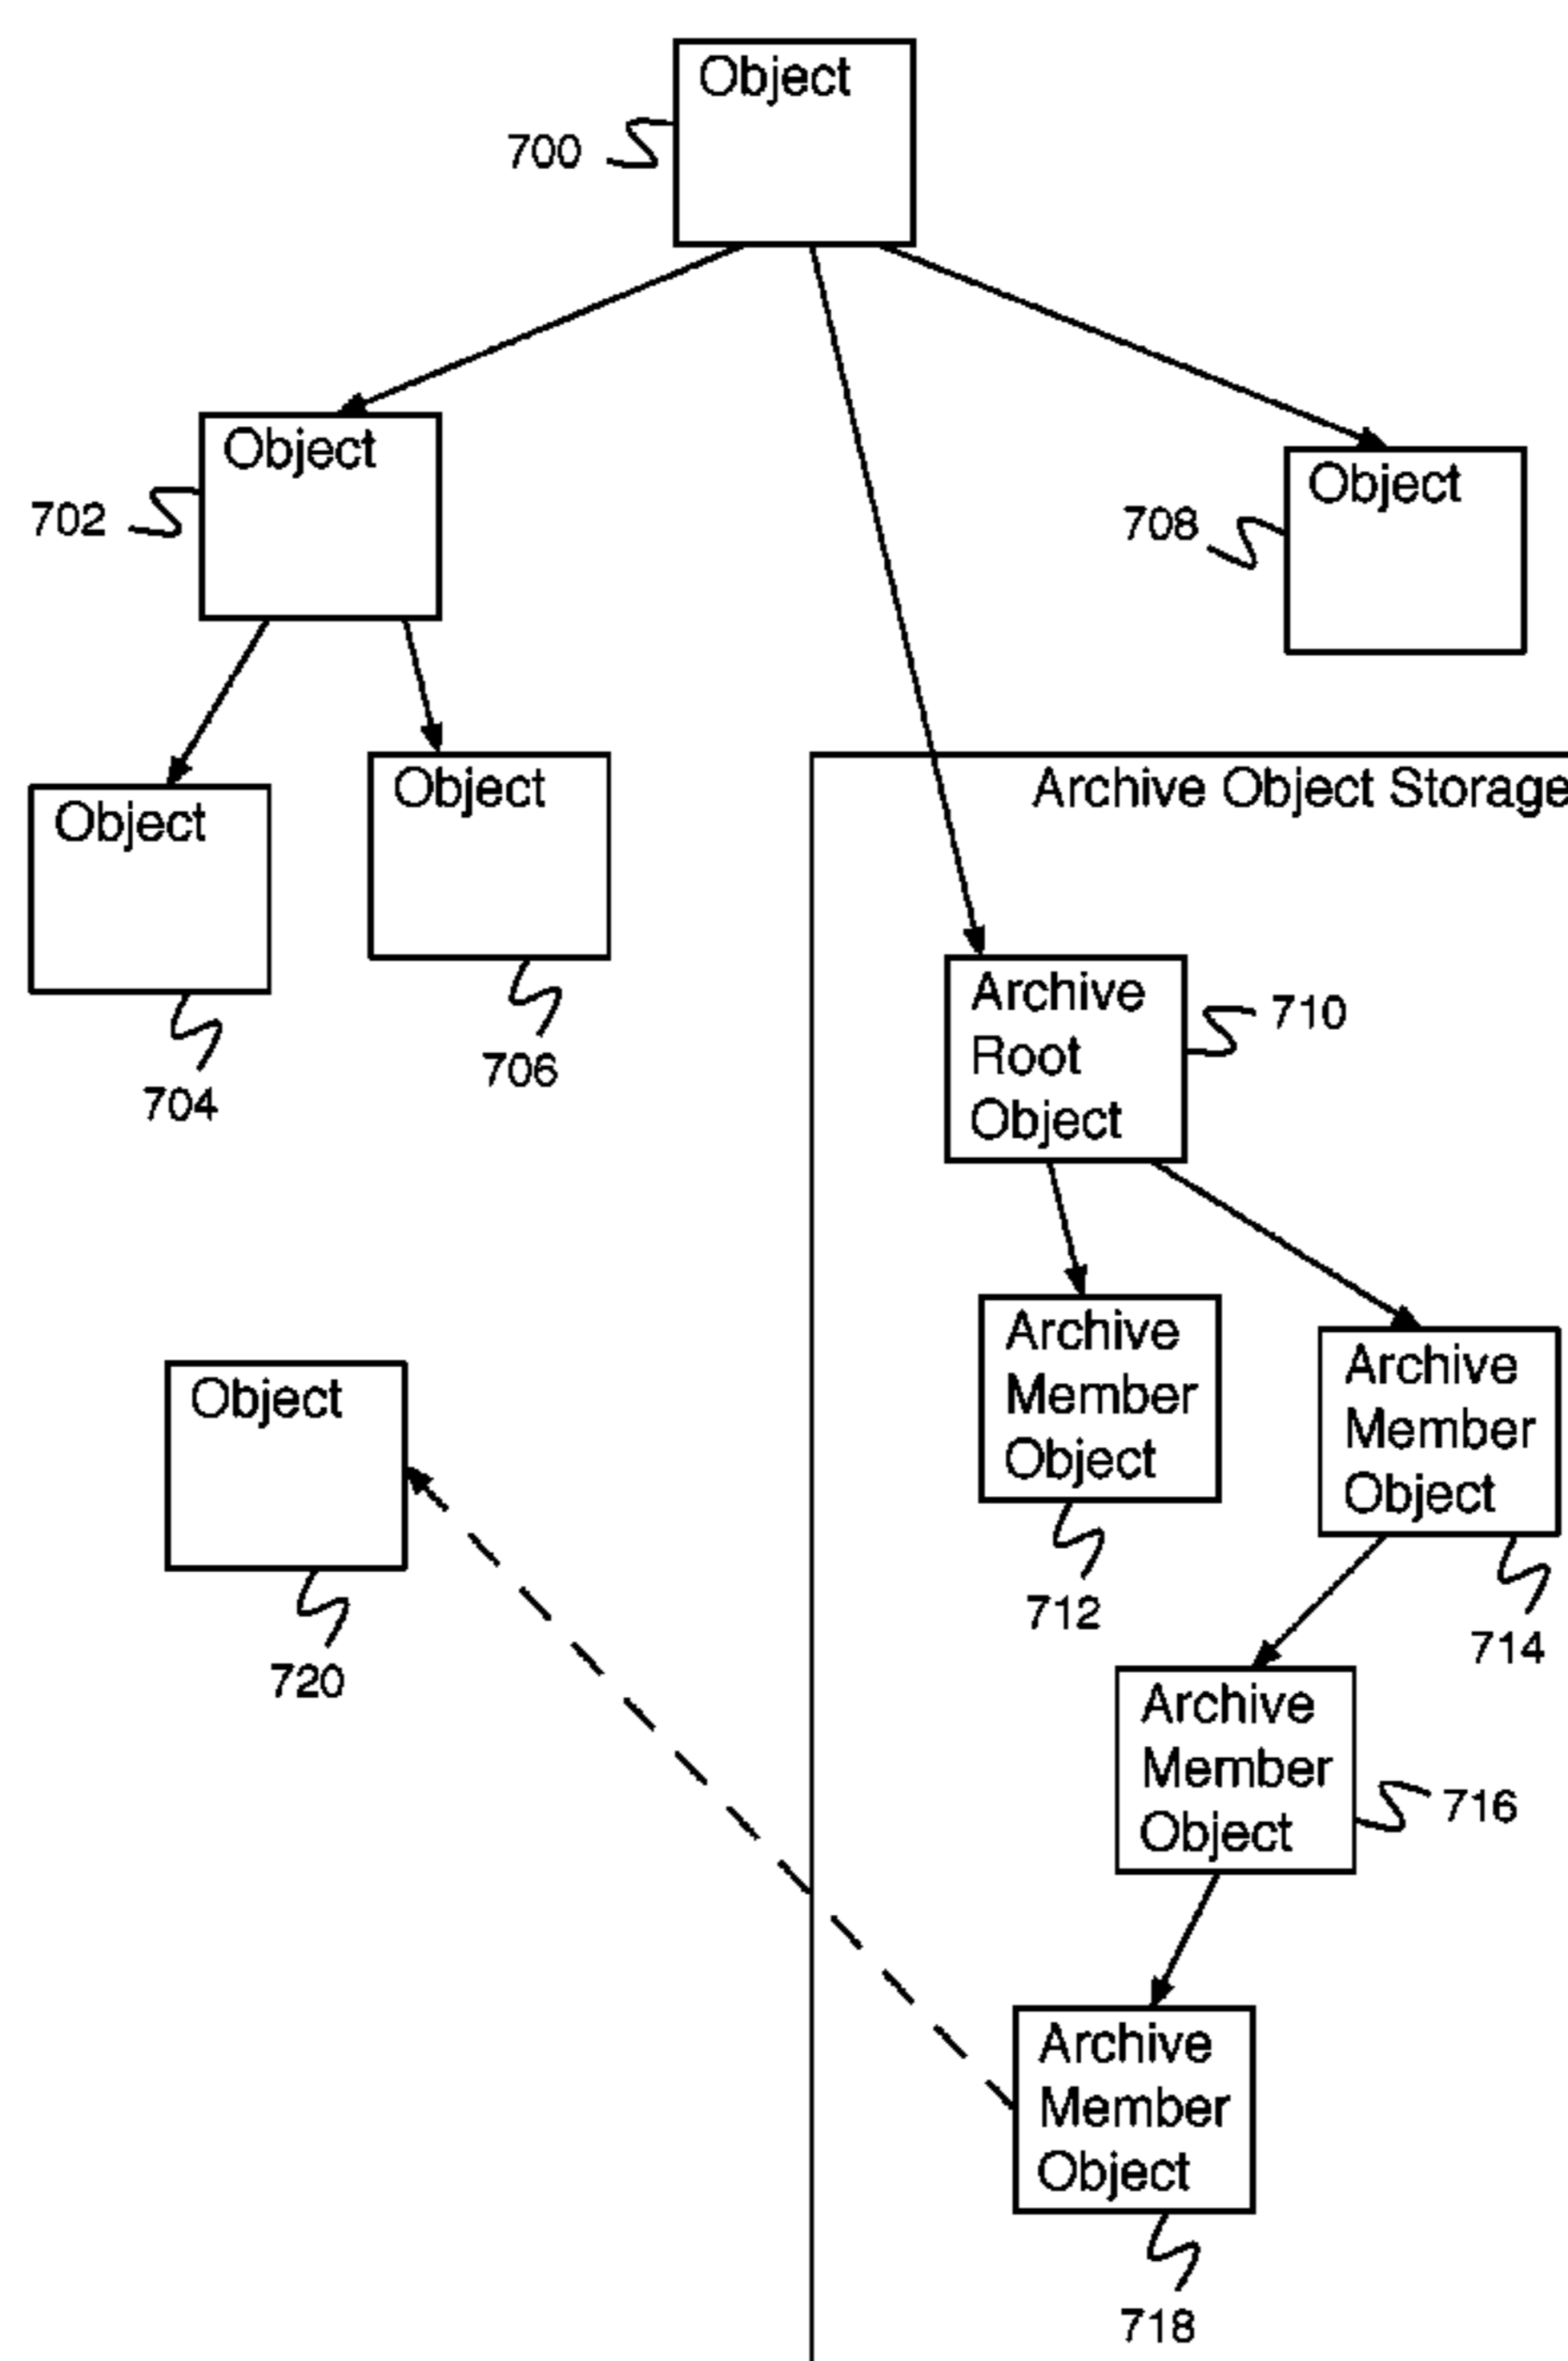 Object
700
Object
702
Object
708
Object
Object
704
706
Archive Object Storage
Archive
Root
Object
710
Archive
Member
Object
712
Archive
Member
Object
714
Object
720
Archive
Member
Object
716
Archive
Member
Object
718